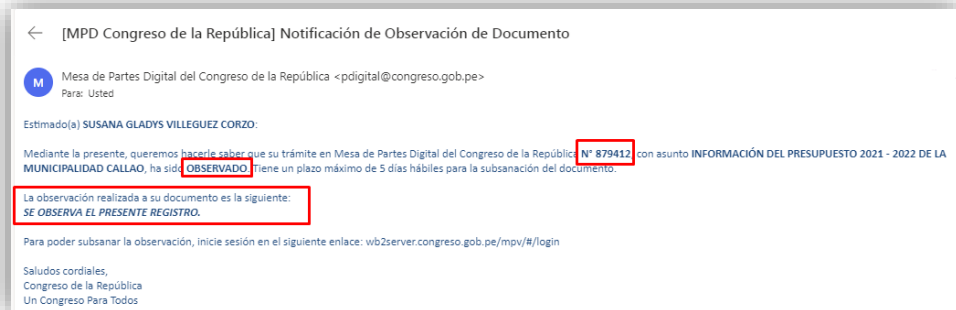 [MPD Congreso de la República] Notificación de Observación de Documento
M
Mesa de Partes Digital del Congreso de la República <pdigital@congreso.gob.pe>
Para: Usted
Estimado(a) SUSANA GLADYS VILLEGUEZ CORZO:
Mediante la presente, queremos hacerle saber que su trámite en Mesa de Partes Digital del Congreso de la República N° 879412, con asunto INFORMACIÓN DEL PRESUPUESTO 2021 - 2022 DE LA
MUNICIPALIDAD CALLAO, ha sido OBSERVADO. Tiene un plazo máximo de 5 días hábiles para la subsanación del documento.
La observación realizada a su documento es la siguiente:
SE OBSERVA EL PRESENTE REGISTRO.
Para poder subsanar la observación, inicie sesión en el siguiente enlace: wb2server.congreso.gob.pe/mpv/#/login
Saludos cordiales,
Congreso de la República
Un Congreso Para Todos